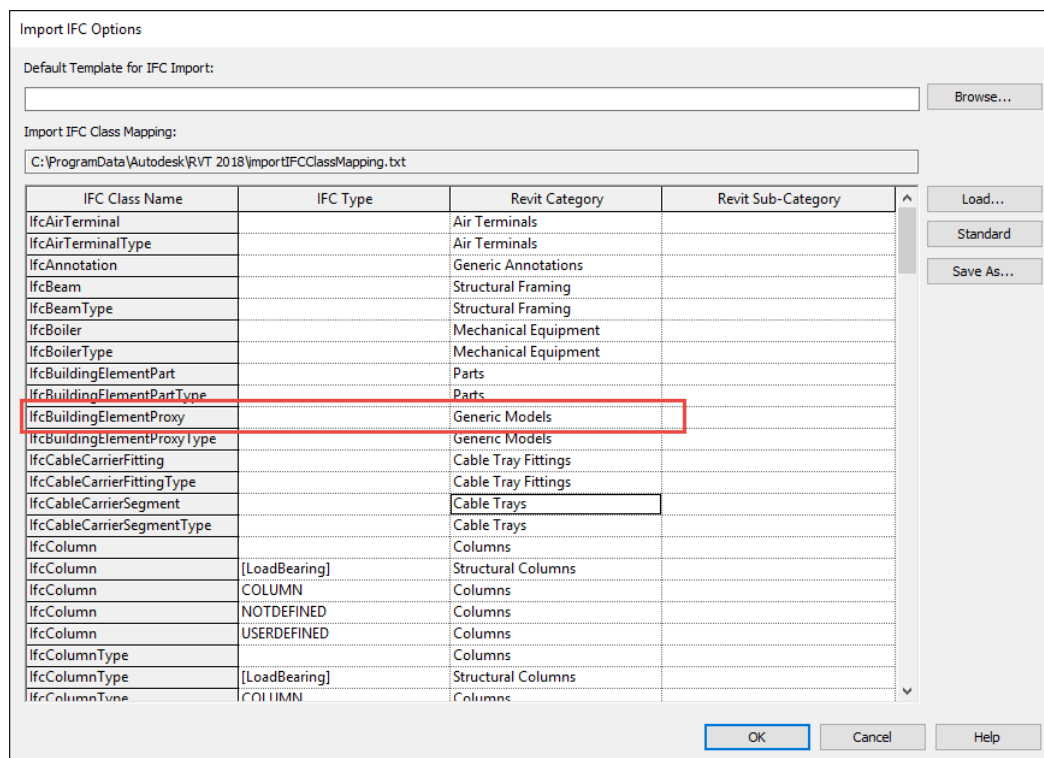 Import IFC Options
Default Template for IFC Import:
Browse...
Import IFC Class Mapping:
C:\ProgramData\Autodesk\RVT 2018\importIFCClassMapping.txt
IFC Class Name IFC Type Revit Category Revit Sub-Category Load...
IfcAirTerminal Air Terminals
IfcAirTerminalType Air Terminals Standard
IfcAnnotation Generic Annotations Save As...
IfcBeam Structural Framing
IfcBeamType Structural Framing
IfcBoiler Mechanical Equipment
IfcBoilerType Mechanical Equipment
IfcBuildingElementPart Parts
IfcBuildingElementPartType Parts
IfcBuildingElementProxy Generic Models
IfcBuildingElementProxyType Generic Models
IfcCableCarrierFitting Cable Tray Fittings
IfcCableCarrierFittingType Cable Tray Fittings
IfcCableCarrierSegment Cable Trays
IfcCableCarrierSegmentType Cable Trays
IfcColumn Columns
IfcColumn [LoadBearing] Structural Columns
IfcColumn COLUMN Columns
IfcColumn NOTDEFINED Columns
IfcColumn USERDEFINED Columns
IfcColumnType Columns
IfcColumnType [LoadBearing] Structural Columns
IfcColumnType COLUMN Columns
OK Cancel Help